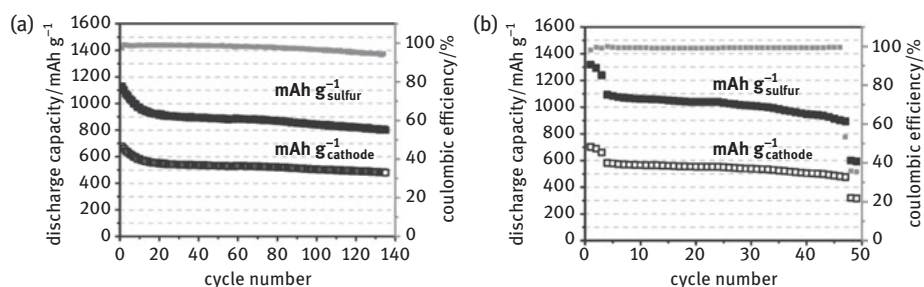 (a)
discharge capacity/mAh g⁻¹
1600
1400
1200
1000
800
600
400
200
0
mAh g⁻¹sulfur
mAh g⁻¹cathode
100
80
60
40
20
0
coulombic efficiency/%
0 20 40 60 80 100 120 140
cycle number
(b)
discharge capacity/mAh g⁻¹
1600
1400
1200
1000
800
600
400
200
0
mAh g⁻¹sulfur
mAh g⁻¹cathode
100
80
60
40
20
0
coulombic efficiency/%
0 10 20 30 40 50
cycle number